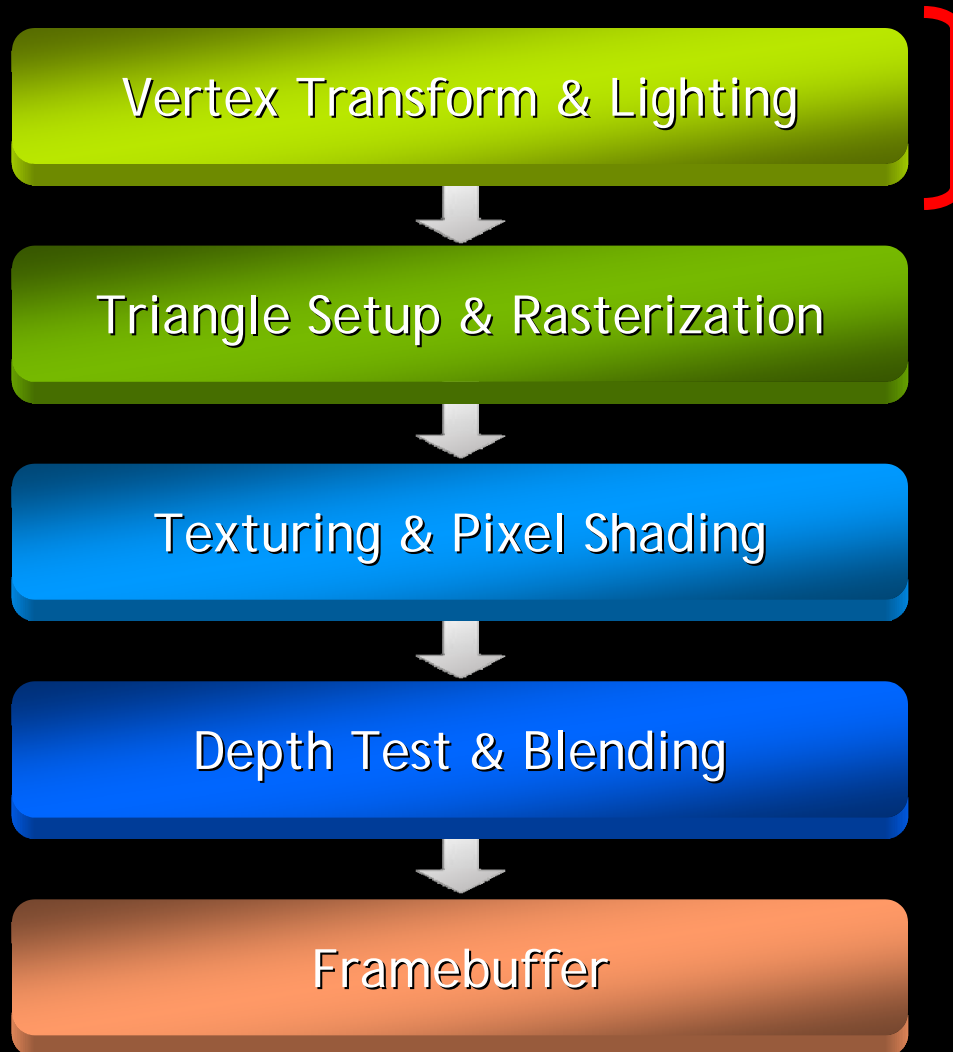 Vertex Transform & Lighting
Triangle Setup & Rasterization
Texturing & Pixel Shading
Depth Test & Blending
Framebuffer